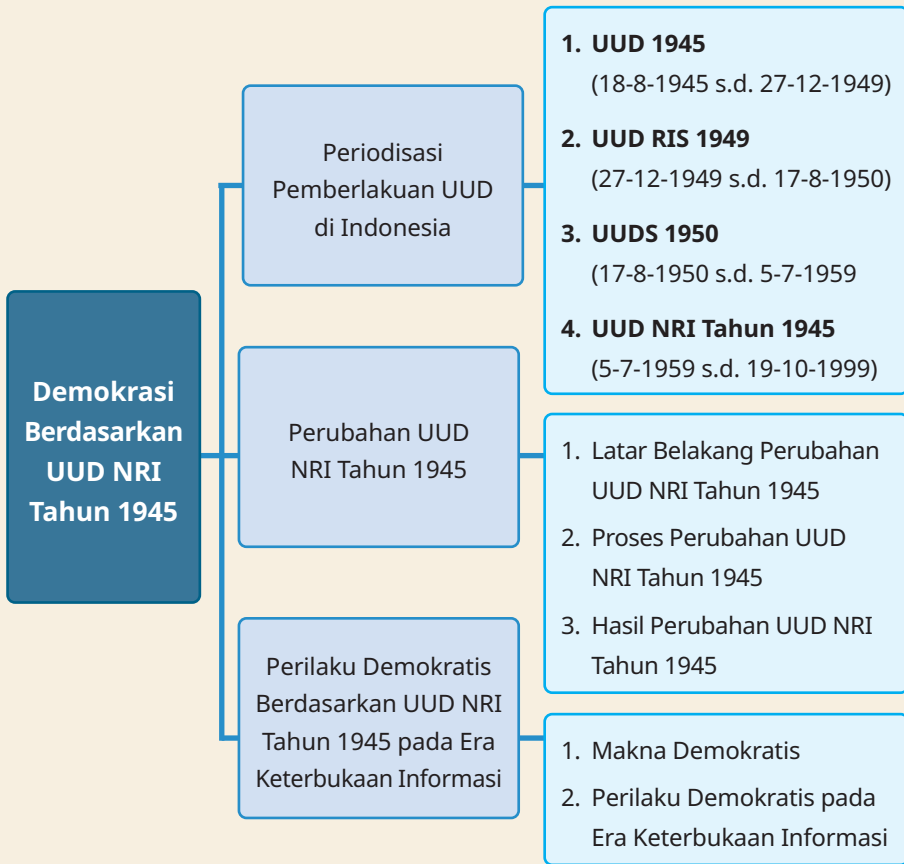 Demokrasi
Berdasarkan
UUD NRI
Tahun 1945
Periodisasi
Pemberlakuan UUD
di Indonesia
1. UUD 1945
(18-8-1945 s.d. 27-12-1949)
2. UUD RIS 1949
(27-12-1949 s.d. 17-8-1950)
3. UUDS 1950
(17-8-1950 s.d. 5-7-1959
4. UUD NRI Tahun 1945
(5-7-1959 s.d. 19-10-1999)
Perubahan UUD
NRI Tahun 1945
1. Latar Belakang Perubahan
UUD NRI Tahun 1945
2. Proses Perubahan UUD
NRI Tahun 1945
3. Hasil Perubahan UUD NRI
Tahun 1945
Perilaku Demokratis
Berdasarkan UUD NRI
Tahun 1945 pada Era
Keterbukaan Informasi
1. Makna Demokratis
2. Perilaku Demokratis pada
Era Keterbukaan Informasi